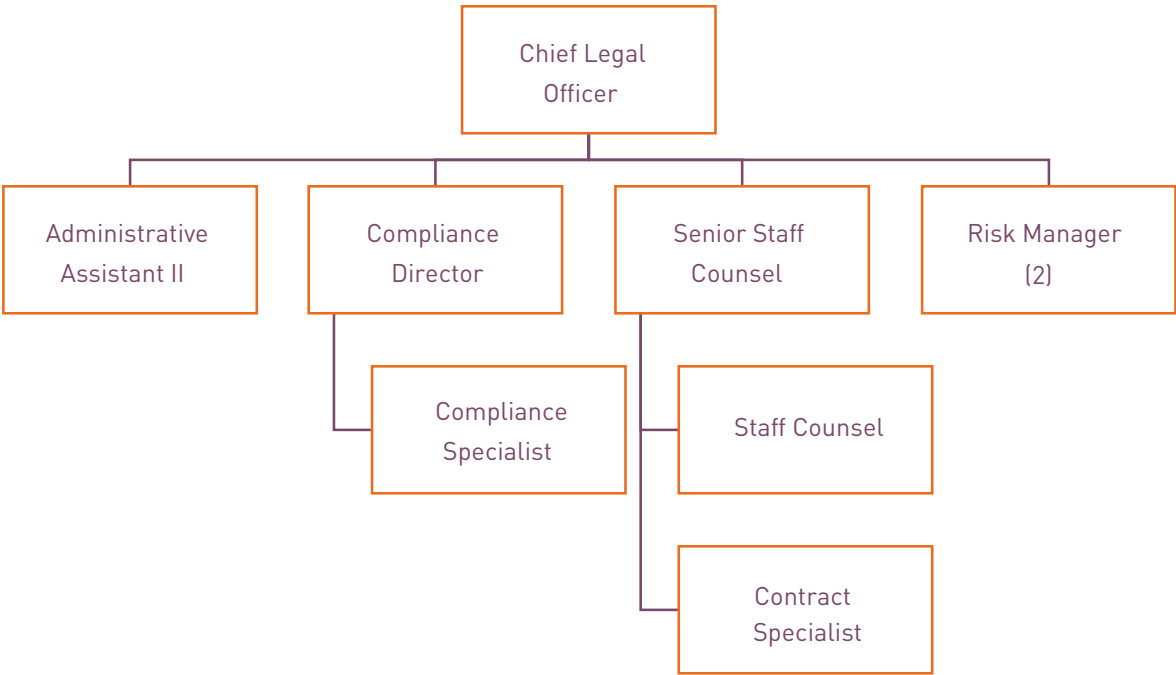 Chief Legal
Officer
Administrative
Assistant II
Compliance
Director
Senior Staff
Counsel
Risk Manager
(2)
Compliance
Specialist
Staff Counsel
Contract
Specialist